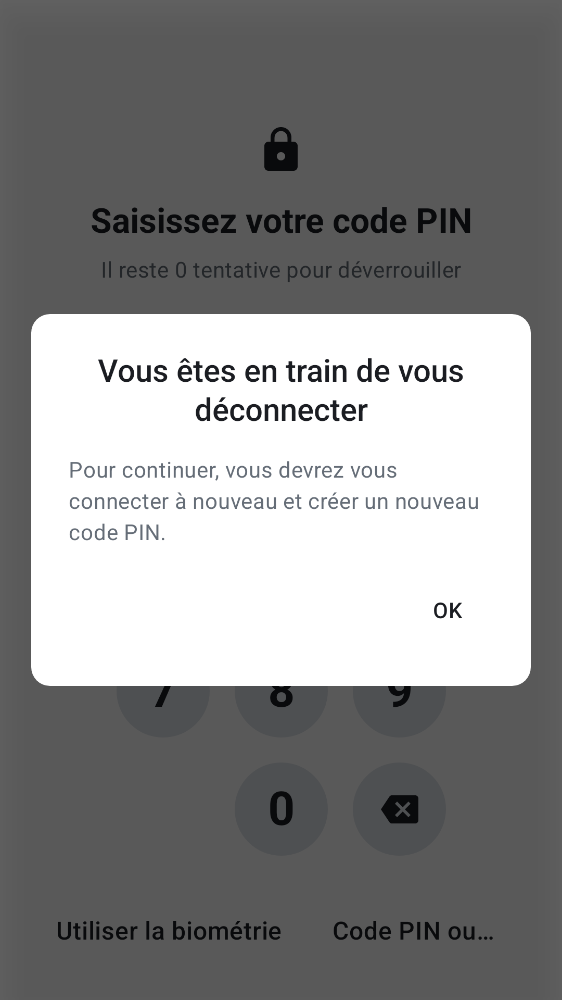 Saisissez votre code PIN
Il reste 0 tentative pour déverrouiller
Vous êtes en train de vous
déconnecter
Pour continuer, vous devrez vous
connecter à nouveau et créer un nouveau
code PIN.
OK
7 8 9
0
Utiliser la biométrie Code PIN ou…